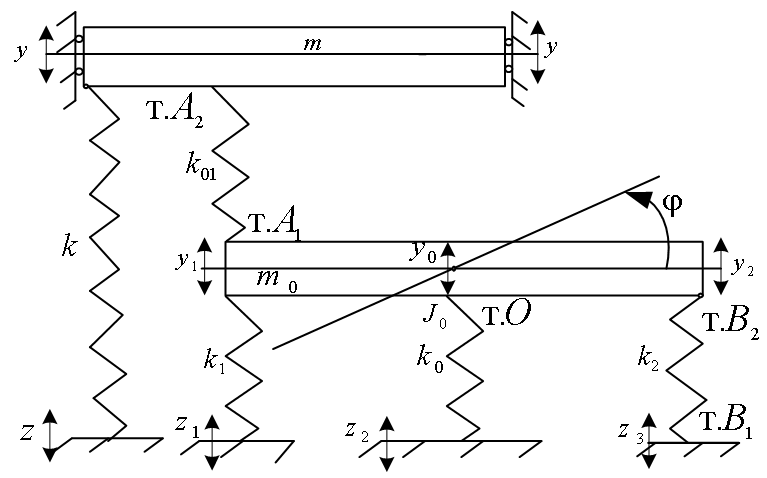 y m y
т.A₂
k₀₁
k
т.A₁
φ
y₁ m₀ y₀ y₂
J₀ т.O т.B₂
k₁ k₀ k₂
z z₁ z₂ z₃ т.B₁